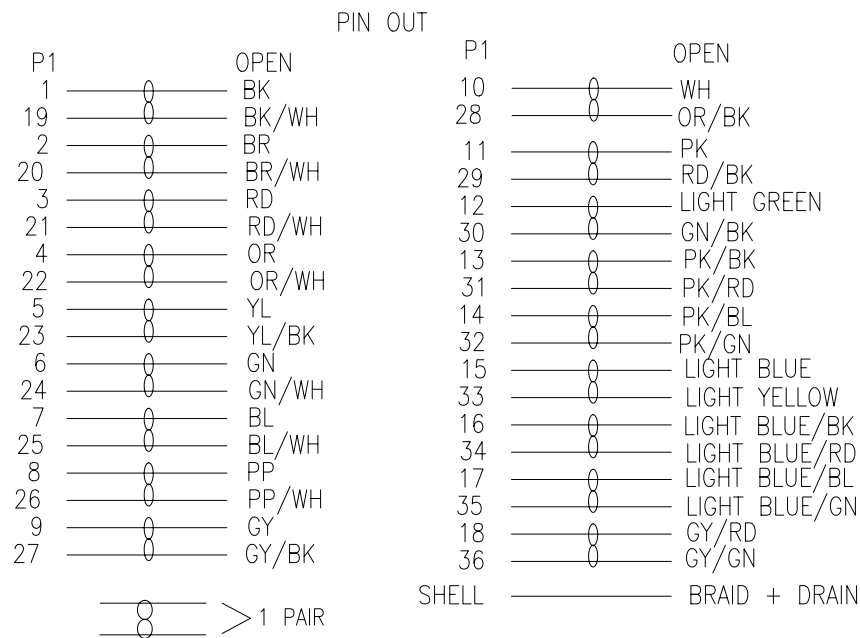 PIN OUT
P1 OPEN
1 BK
19 BK/WH
2 BR
20 BR/WH
3 RD
21 RD/WH
4 OR
22 OR/WH
5 YL
23 YL/BK
6 GN
24 GN/WH
7 BL
25 BL/WH
8 PP
26 PP/WH
9 GY
27 GY/BK
1 PAIR
P1 OPEN
10 WH
28 OR/BK
11 PK
29 RD/BK
12 LIGHT GREEN
30 GN/BK
13 PK/BK
31 PK/RD
14 PK/BL
32 PK/GN
15 LIGHT BLUE
33 LIGHT YELLOW
16 LIGHT BLUE/BK
34 LIGHT BLUE/RD
17 LIGHT BLUE/BL
35 LIGHT BLUE/GN
18 GY/RD
36 GY/GN
SHELL BRAID + DRAIN